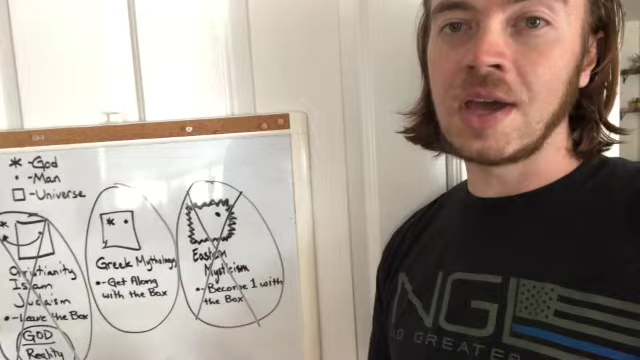 * -God
• -Man
□ -Universe
Christianity
Islam
Judaism
•-Leave the Box
GOD
Reality
Greek Mythology
•-Get Along
with the Box
Eastern
Mysticism
•-Become 1 with
the Box
NGL
NO GREATER